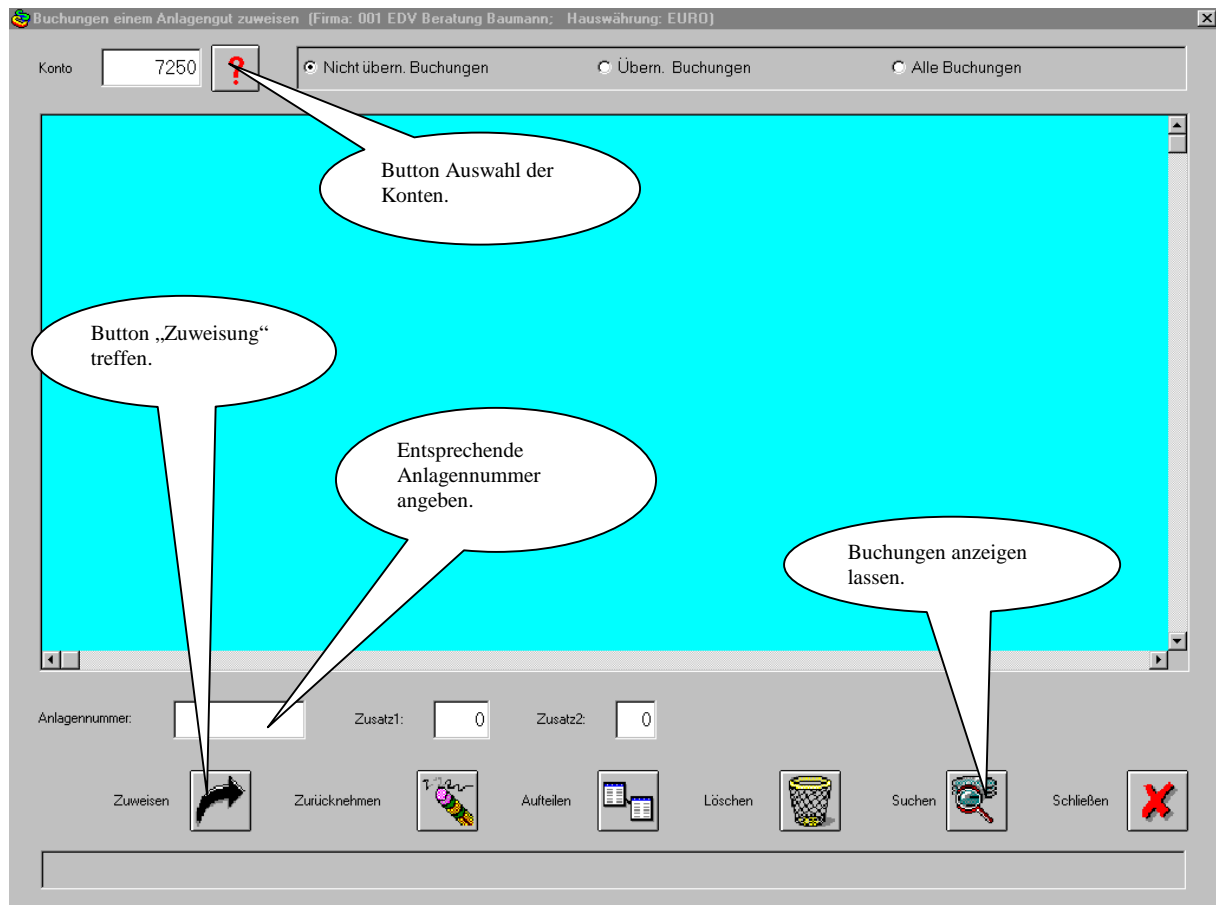 Buchungen einem Anlagengut zuweisen (Firma: 001 EDV Beratung Baumann; Hauswährung: EURO)
Konto 7250 Nicht übern. Buchungen Übern. Buchungen Alle Buchungen
Button Auswahl der
Konten.
Button „Zuweisung“
treffen.
Entsprechende
Anlagennummer
angeben.
Buchungen anzeigen
lassen.
Anlagennummer: Zusatz1: 0 Zusatz2: 0
Zuweisen Zurücknehmen Aufteilen Löschen Suchen Schließen